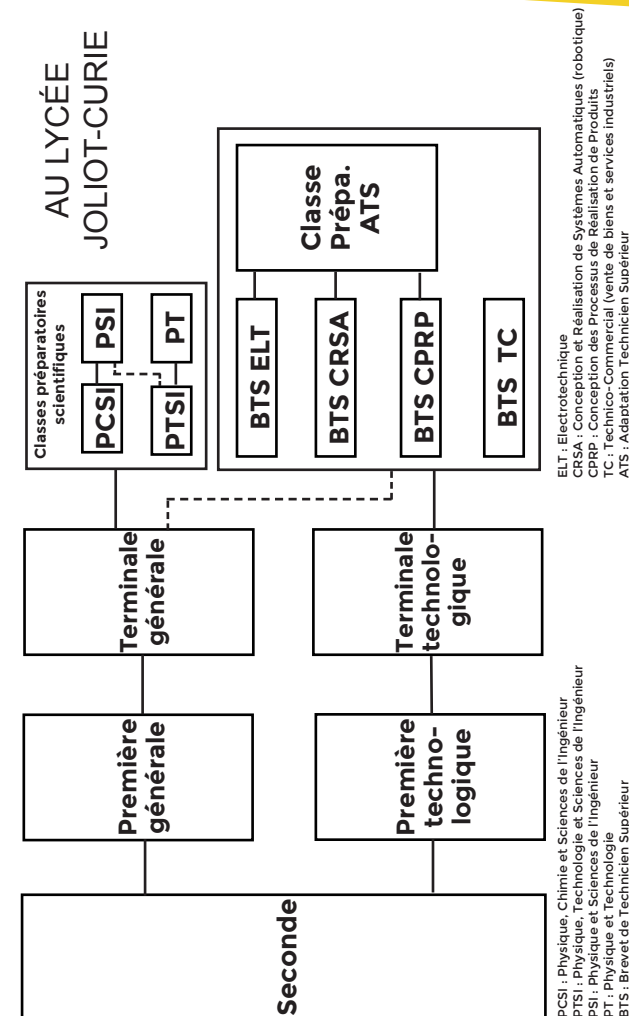 AU LYCÉE
JOLIOT-CURIE
Seconde
Première
générale
Terminale
générale
Classes préparatoires
scientifiques
PCSI
PSI
PTSI
PT
Première
techno-
logique
Terminale
technolo-
gique
BTS ELT
BTS CRSA
BTS CPRP
BTS TC
Classe
Prépa.
ATS
PCSI : Physique, Chimie et Sciences de l'Ingénieur
PTSI : Physique, Technologie et Sciences de l'Ingénieur
PSI : Physique et Sciences de l'Ingénieur
PT : Physique et Technologie
BTS : Brevet de Technicien Supérieur
ELT : Electrotechnique
CRSA : Conception et Réalisation de Systèmes Automatiques (robotique)
CPRP : Conception des Processus de Réalisation de Produits
TC : Technico-Commercial (vente de biens et services industriels)
ATS : Adaptation Technicien Supérieur